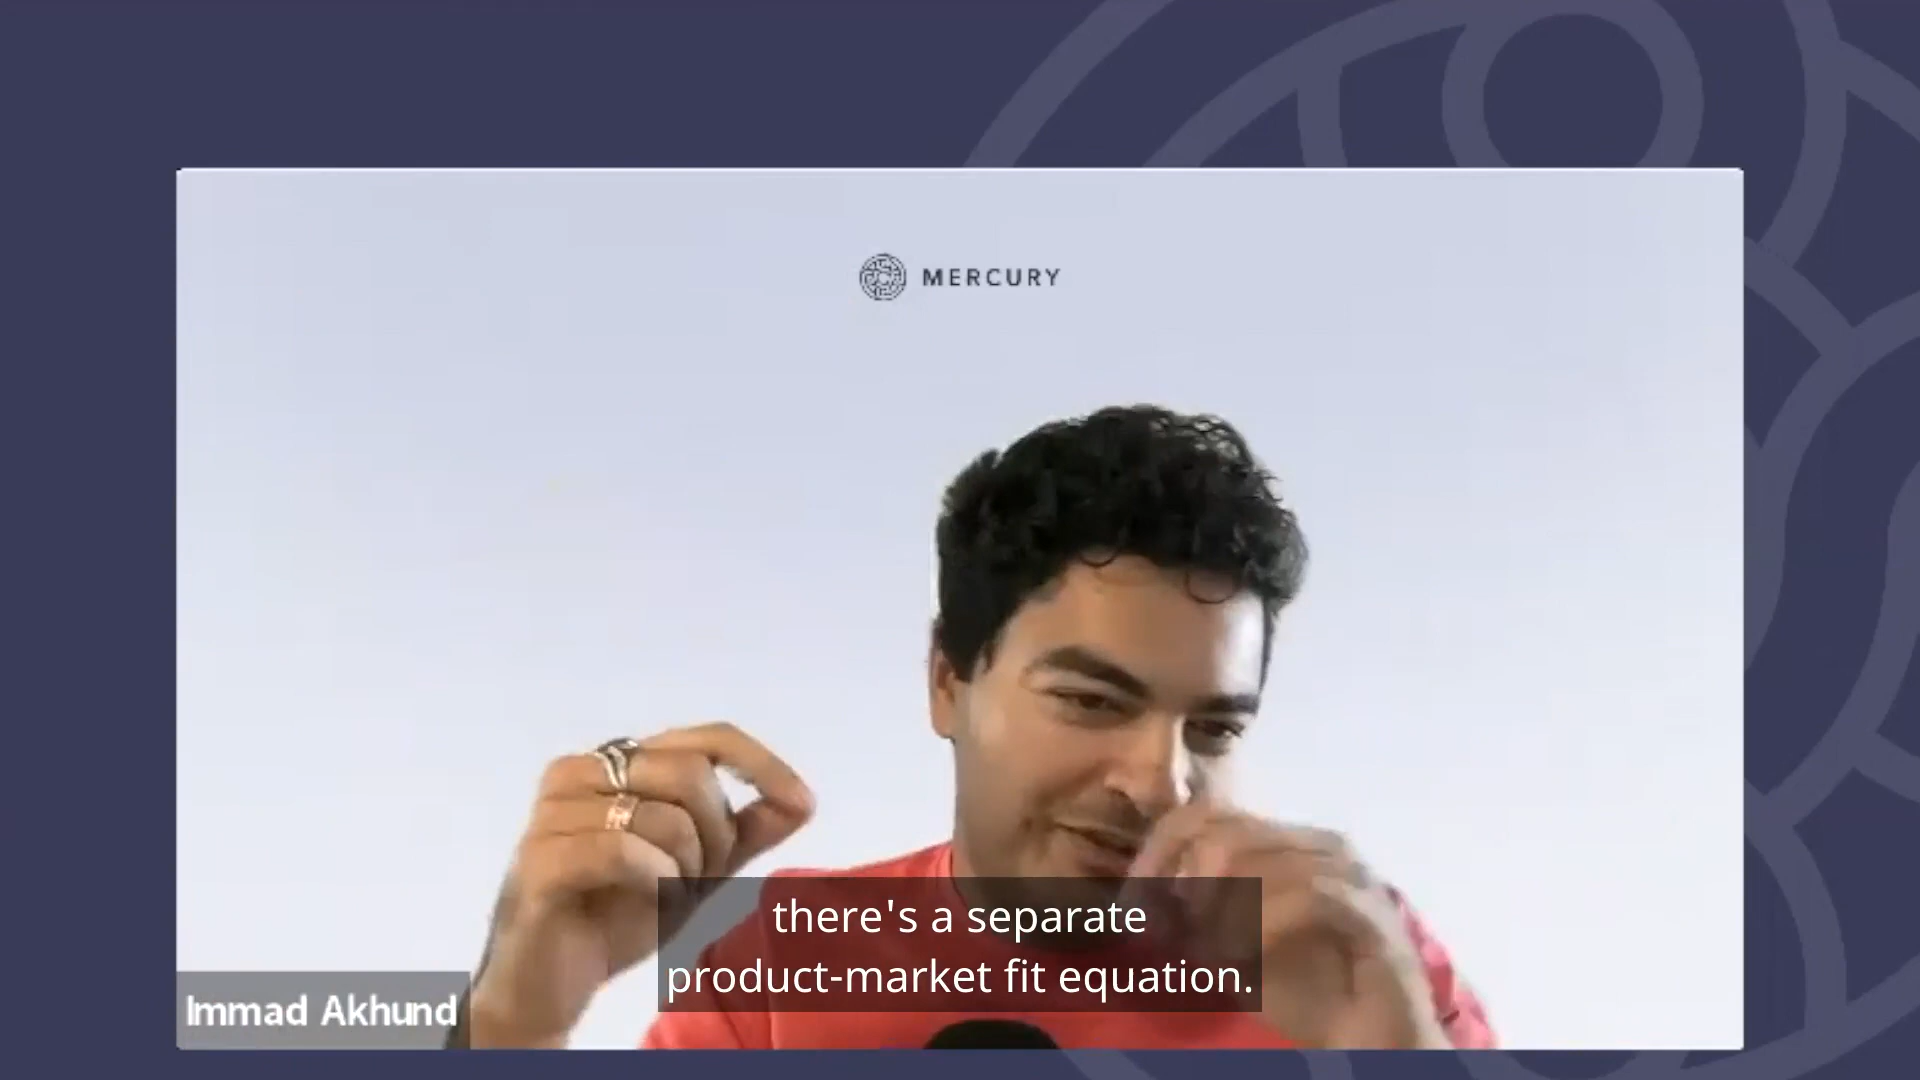 MERCURY
there's a separate
product-market fit equation.
Immad Akhund